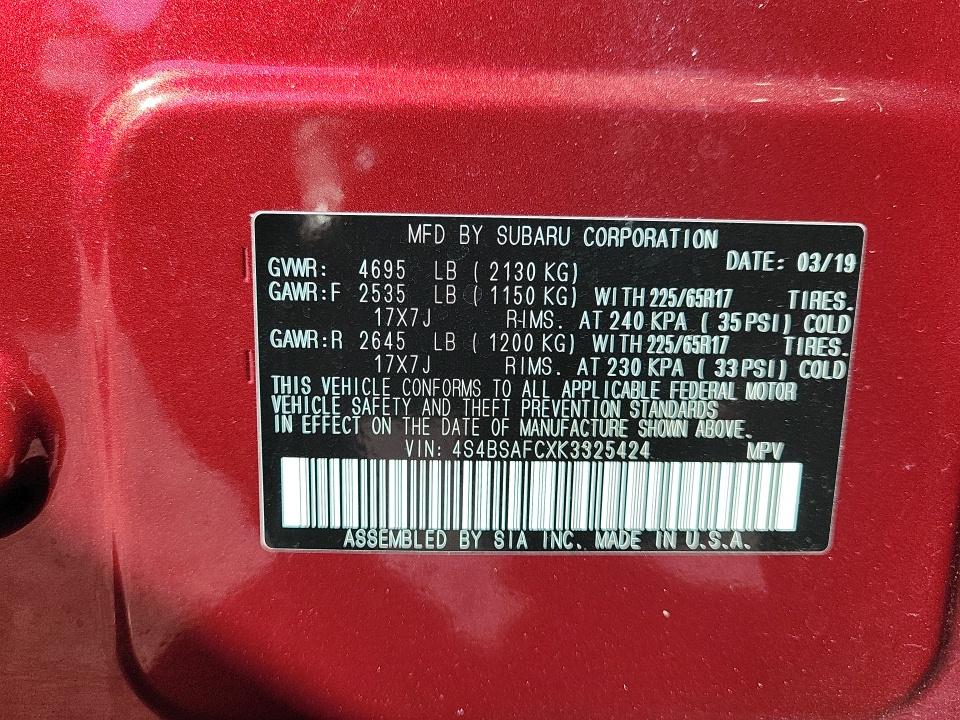 MFD BY SUBARU CORPORATION
DATE: 03/19
GVWR: 4695 LB ( 2130 KG)
GAWR:F 2535 LB ( 1150 KG) WITH 225/65R17 TIRES.
17X7J RIMS. AT 240 KPA ( 35 PSI) COLD
GAWR:R 2645 LB ( 1200 KG) WITH 225/65R17 TIRES.
17X7J RIMS. AT 230 KPA ( 33 PSI) COLD
THIS VEHICLE CONFORMS TO ALL APPLICABLE FEDERAL MOTOR
VEHICLE SAFETY AND THEFT PREVENTION STANDARDS
IN EFFECT ON THE DATE OF MANUFACTURE SHOWN ABOVE.
VIN: 4S4BSAFCXK3325424 MPV
ASSEMBLED BY SIA INC. MADE IN U.S.A.